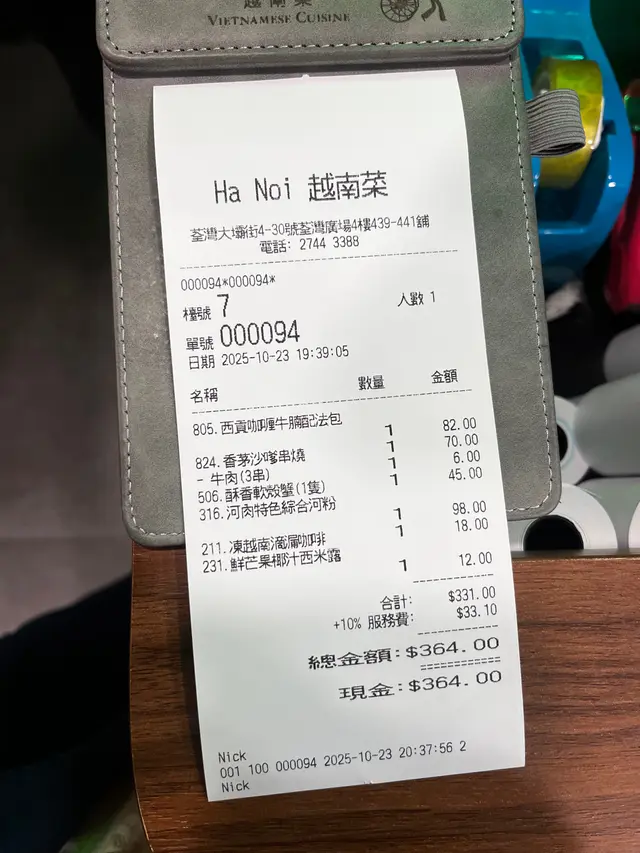 越南菜
VIETNAMESE CUISINE
Ha Noi 越南菜
荃灣大壩街4-30號荃灣廣場4樓439-441舖
電話: 2744 3388
000094*000094*
檯號 7 人數 1
單號 000094
日期 2025-10-23 19:39:05
名稱 數量 金額
805.西貢咖喱牛腩配法包 1 82.00
824.香茅沙嗲串燒 1 70.00
- 牛肉(3串) 1 6.00
506.酥香軟殼蟹(1隻) 1 45.00
316.河肉特色綜合河粉 1 98.00
211.凍越南滴漏咖啡 1 18.00
231.鮮芒果椰汁西米露 1 12.00
合計: $331.00
+10% 服務費: $33.10
總金額: $364.00
現金: $364.00
Nick
001 100 000094 2025-10-23 20:37:56 2
Nick